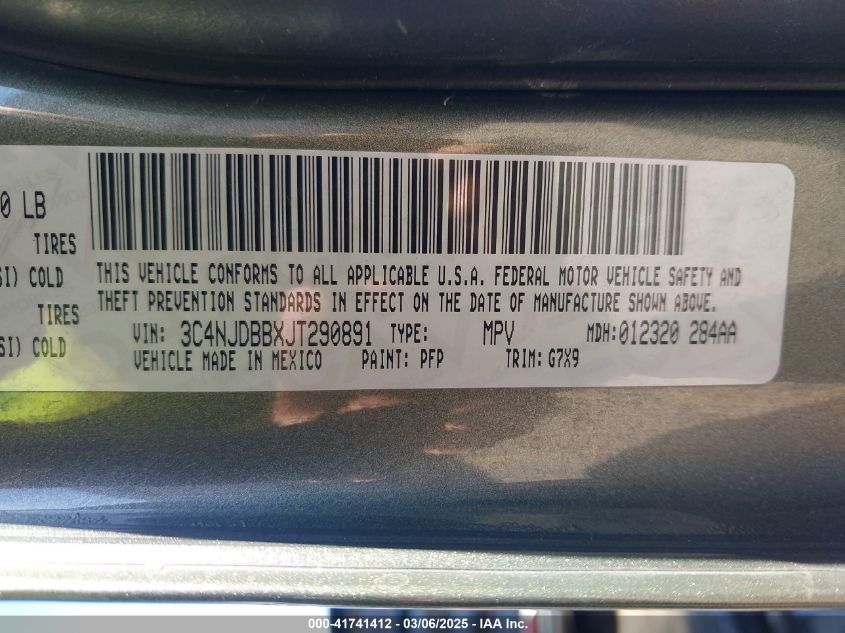 0 LB
TIRES
SI) COLD
TIRES
SI) COLD
THIS VEHICLE CONFORMS TO ALL APPLICABLE U.S.A. FEDERAL MOTOR VEHICLE SAFETY AND
THEFT PREVENTION STANDARDS IN EFFECT ON THE DATE OF MANUFACTURE SHOWN ABOVE.
VIN: 3C4NJDBBXJT290891 TYPE: MPV MDH:012320 284AA
VEHICLE MADE IN MEXICO PAINT: PFP TRIM: G7X9
000-41741412 - 03/06/2025 - IAA Inc.